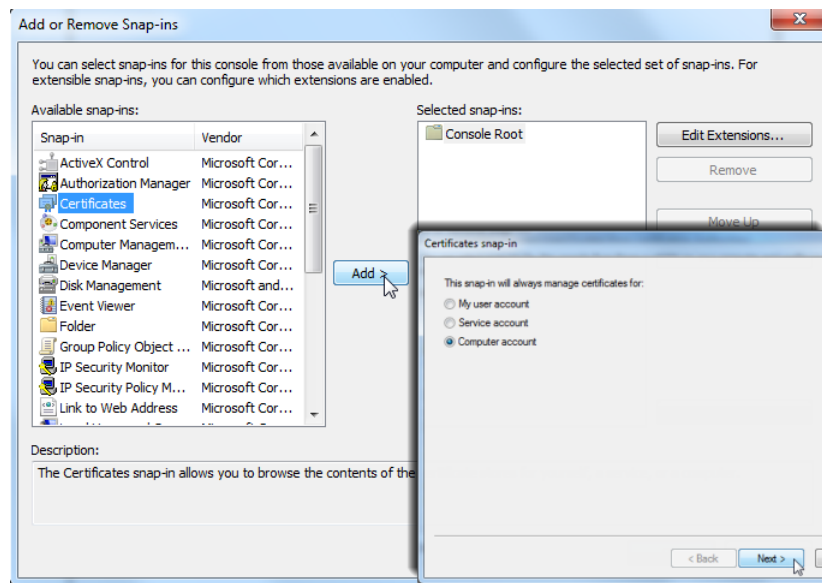 Add or Remove Snap-ins
You can select snap-ins for this console from those available on your computer and configure the selected set of snap-ins. For
extensible snap-ins, you can configure which extensions are enabled.
Available snap-ins:
Snap-in Vendor
ActiveX Control Microsoft Cor...
Authorization Manager Microsoft Cor...
Certificates Microsoft Cor...
Component Services Microsoft Cor...
Computer Managem... Microsoft Cor...
Device Manager Microsoft Cor...
Disk Management Microsoft and...
Event Viewer Microsoft Cor...
Folder Microsoft Cor...
Group Policy Object ... Microsoft Cor...
IP Security Monitor Microsoft Cor...
IP Security Policy M... Microsoft Cor...
Link to Web Address Microsoft Cor...
Add >
Selected snap-ins:
Console Root
Edit Extensions...
Remove
Move Up
Description:
The Certificates snap-in allows you to browse the contents of the
Certificates snap-in
This snap-in will always manage certificates for:
My user account
Service account
Computer account
< Back
Next >